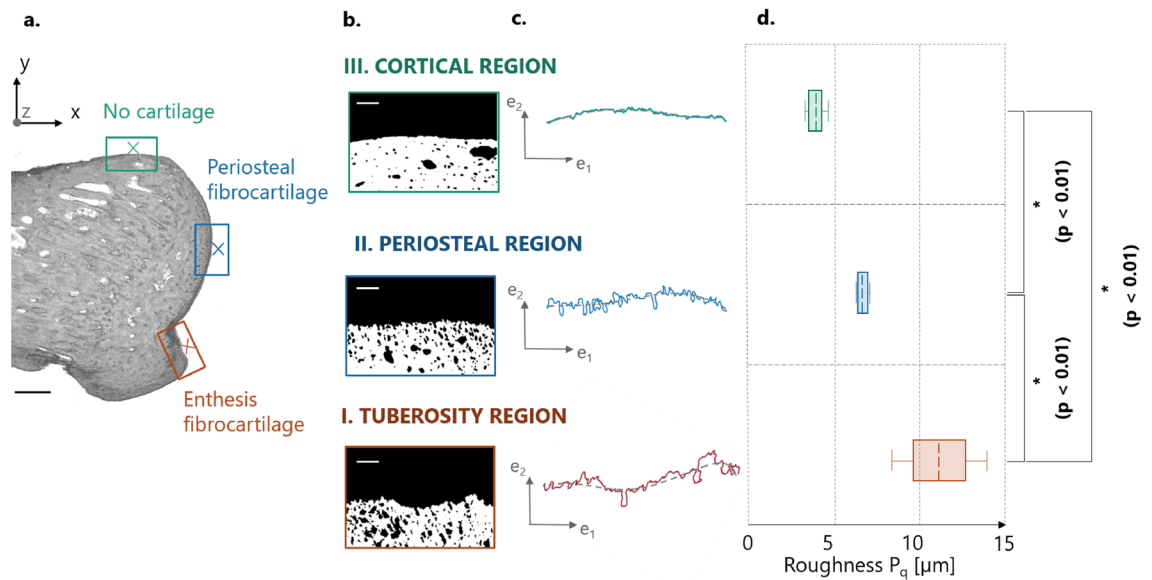 a.
b.
c.
d.
y
z
x
No cartilage
Periosteal
fibrocartilage
Enthesis
fibrocartilage
III. CORTICAL REGION
e2
e1
II. PERIOSTEAL REGION
e2
e1
I. TUBEROSITY REGION
e2
e1
*
(p < 0.01)
*
(p < 0.01)
*
(p < 0.01)
0
5
10
15
Roughness Pq [µm]